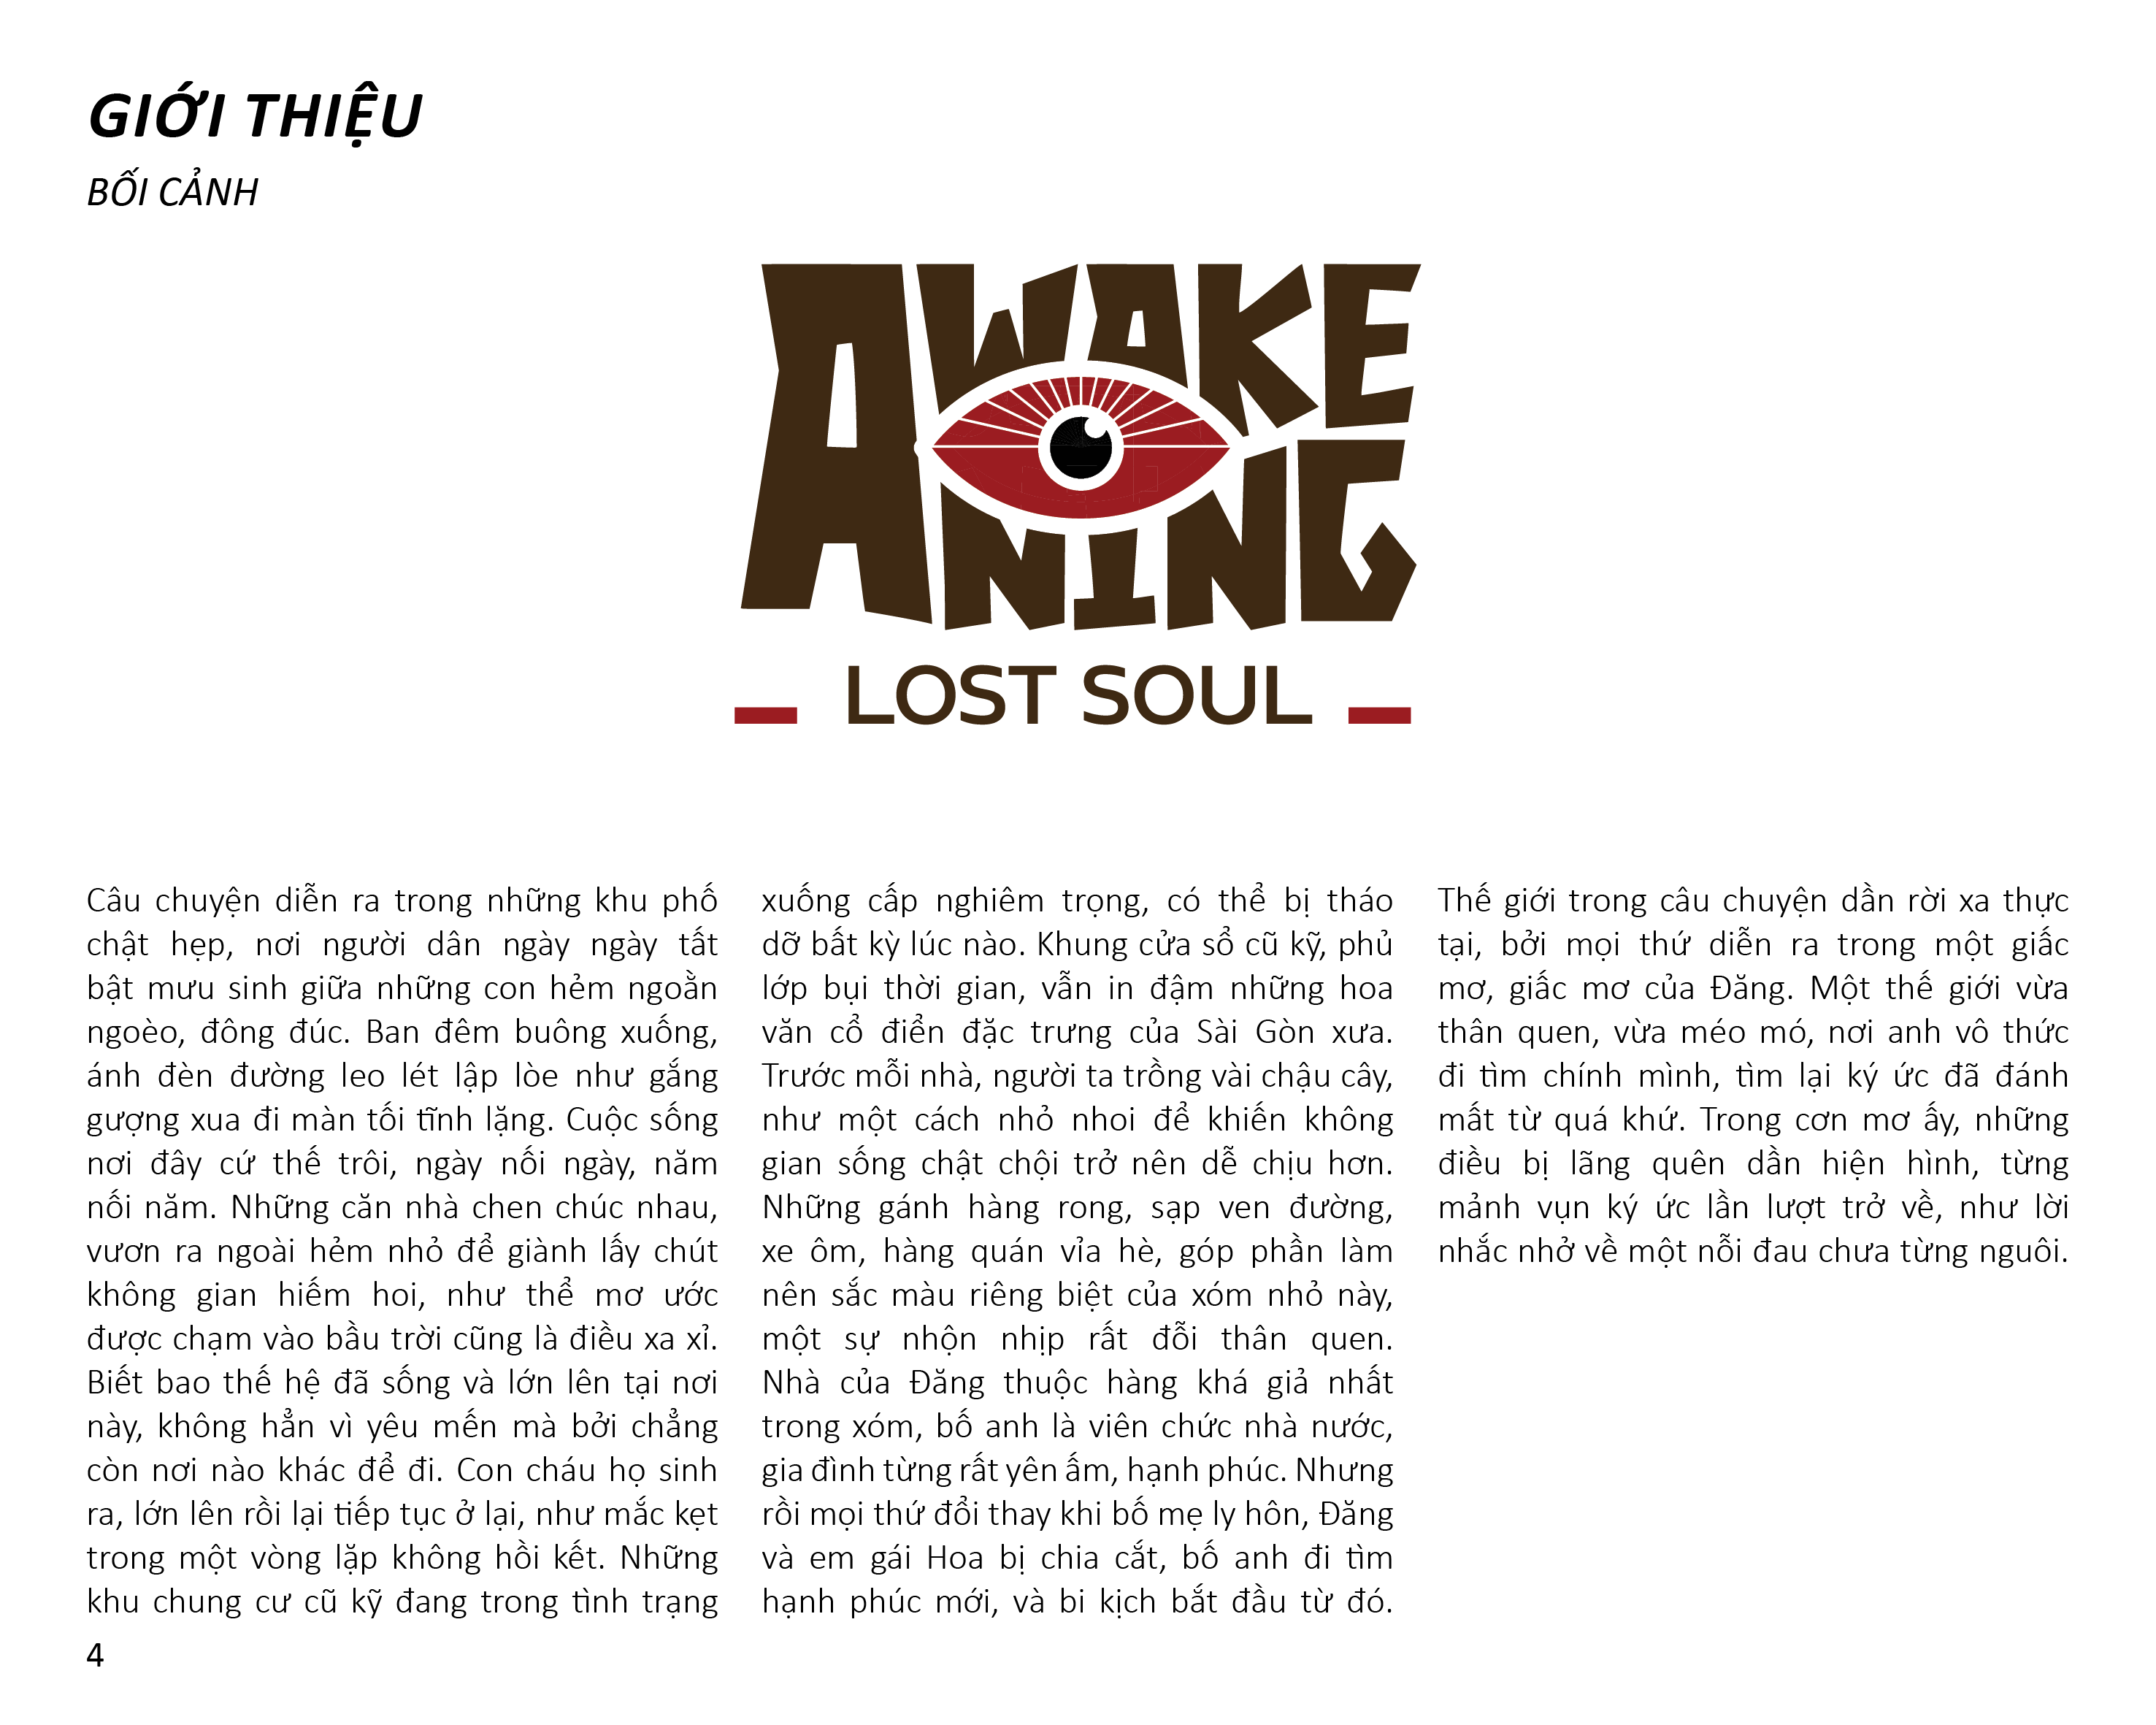 GIỚI THIỆU
BỐI CẢNH
AWAKE
NING
LOST SOUL
Câu chuyện diễn ra trong những khu phố
chật hẹp, nơi người dân ngày ngày tất
bật mưu sinh giữa những con hẻm ngoằn
ngoèo, đông đúc. Ban đêm buông xuống,
ánh đèn đường leo lét lập lòe như gắng
gượng xua đi màn tối tĩnh lặng. Cuộc sống
nơi đây cứ thế trôi, ngày nối ngày, năm
nối năm. Những căn nhà chen chúc nhau,
vươn ra ngoài hẻm nhỏ để giành lấy chút
không gian hiếm hoi, như thể mơ ước
được chạm vào bầu trời cũng là điều xa xỉ.
Biết bao thế hệ đã sống và lớn lên tại nơi
này, không hẳn vì yêu mến mà bởi chẳng
còn nơi nào khác để đi. Con cháu họ sinh
ra, lớn lên rồi lại tiếp tục ở lại, như mắc kẹt
trong một vòng lặp không hồi kết. Những
khu chung cư cũ kỹ đang trong tình trạng
xuống cấp nghiêm trọng, có thể bị tháo
dỡ bất kỳ lúc nào. Khung cửa sổ cũ kỹ, phủ
lớp bụi thời gian, vẫn in đậm những hoa
văn cổ điển đặc trưng của Sài Gòn xưa.
Trước mỗi nhà, người ta trồng vài chậu cây,
như một cách nhỏ nhoi để khiến không
gian sống chật chội trở nên dễ chịu hơn.
Những gánh hàng rong, sạp ven đường,
xe ôm, hàng quán vỉa hè, góp phần làm
nên sắc màu riêng biệt của xóm nhỏ này,
một sự nhộn nhịp rất đỗi thân quen.
Nhà của Đăng thuộc hàng khá giả nhất
trong xóm, bố anh là viên chức nhà nước,
gia đình từng rất yên ấm, hạnh phúc. Nhưng
rồi mọi thứ đổi thay khi bố mẹ ly hôn, Đăng
và em gái Hoa bị chia cắt, bố anh đi tìm
hạnh phúc mới, và bi kịch bắt đầu từ đó.
Thế giới trong câu chuyện dần rời xa thực
tại, bởi mọi thứ diễn ra trong một giấc
mơ, giấc mơ của Đăng. Một thế giới vừa
thân quen, vừa méo mó, nơi anh vô thức
đi tìm chính mình, tìm lại ký ức đã đánh
mất từ quá khứ. Trong cơn mơ ấy, những
điều bị lãng quên dần hiện hình, từng
mảnh vụn ký ức lần lượt trở về, như lời
nhắc nhở về một nỗi đau chưa từng nguôi.
4